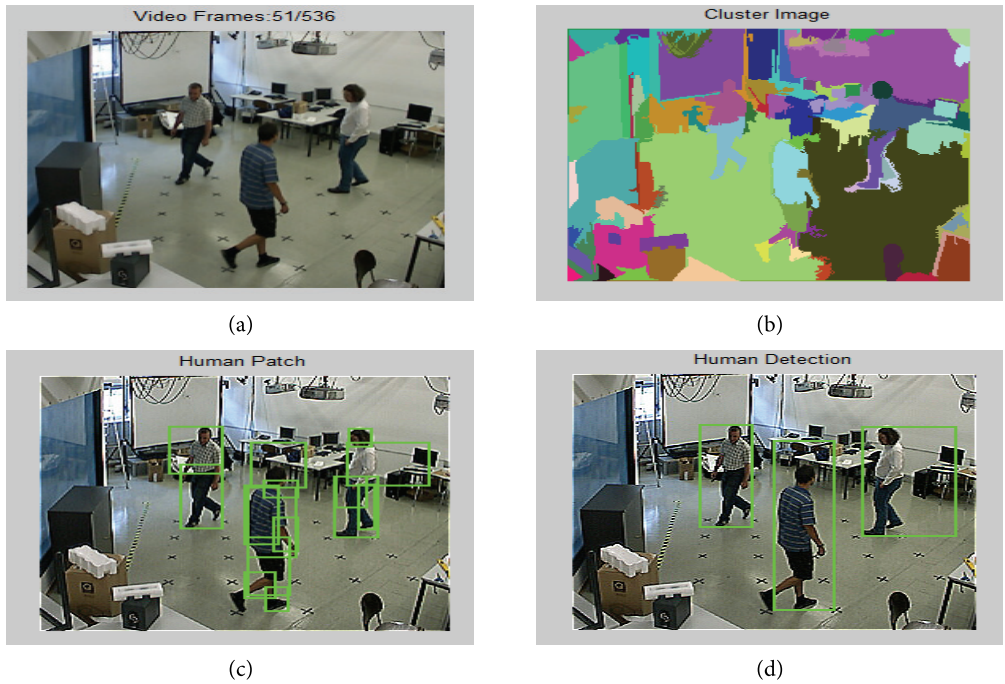 Video Frames:51/536
Cluster Image
(a)
(b)
Human Patch
Human Detection
(c)
(d)